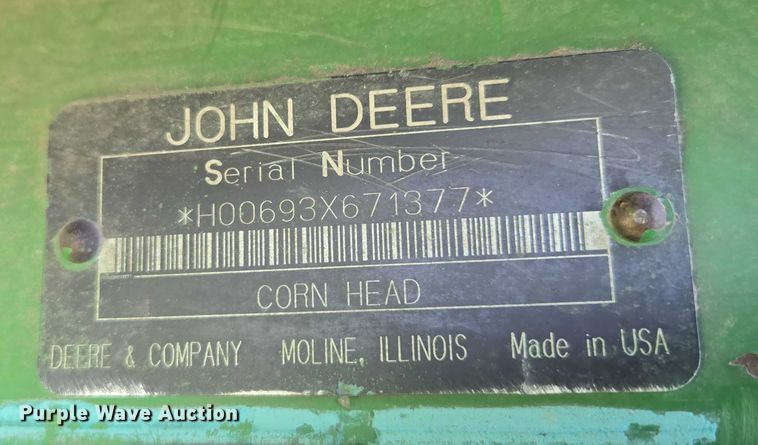 JOHN DEERE
Serial Number
*H00693X671377*
CORN HEAD
DEERE & COMPANY MOLINE, ILLINOIS Made in USA
Purple Wave Auction